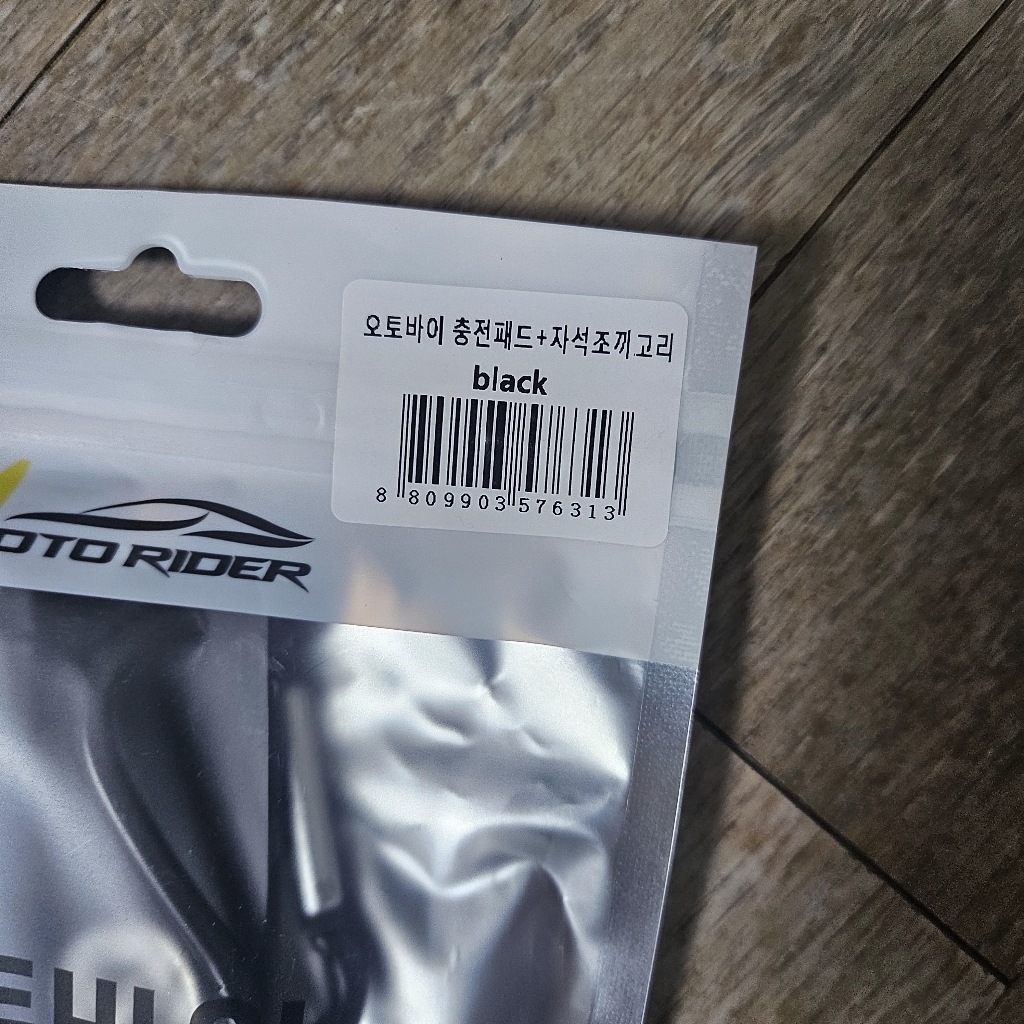 오토바이 충전패드+자석조끼고리
black
8 809903 576313
OTO RIDER
EHICL